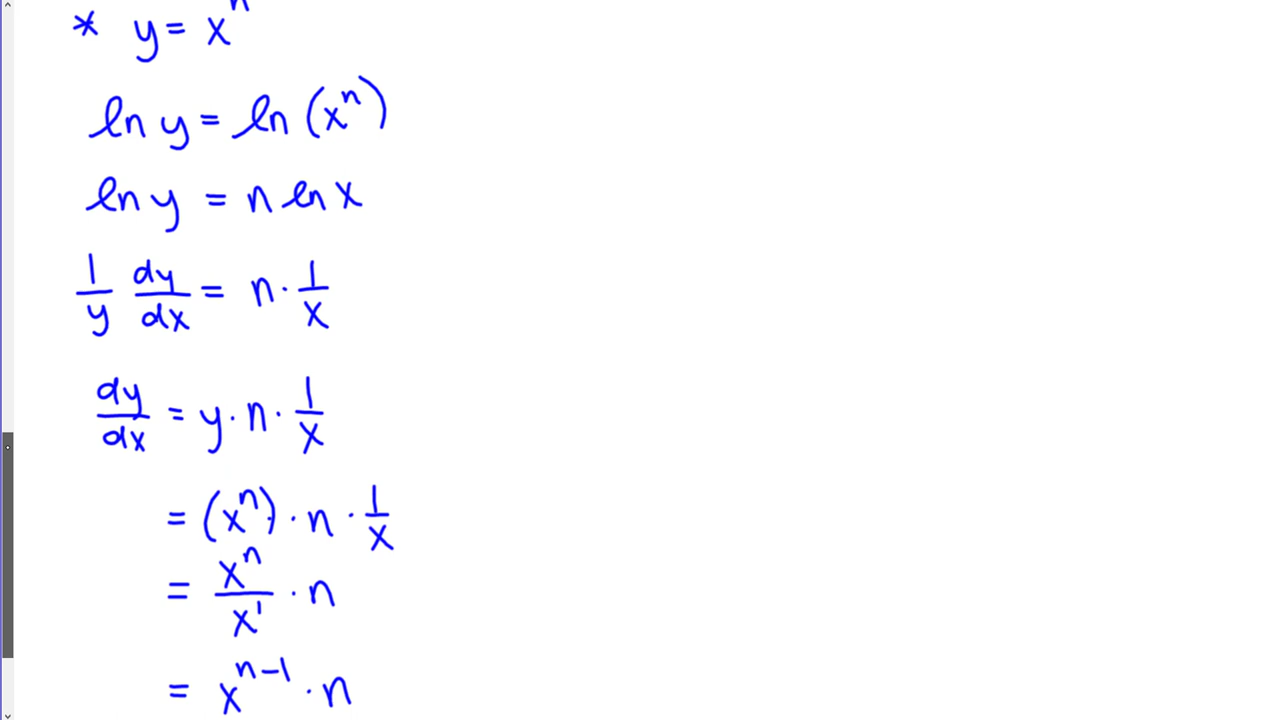 * y = x^n
ln y = ln (x^n)
ln y = n ln x
1/y dy/dx = n · 1/x
dy/dx = y · n · 1/x
= (x^n) · n · 1/x
= x^n/x^1 · n
= x^(n-1) · n